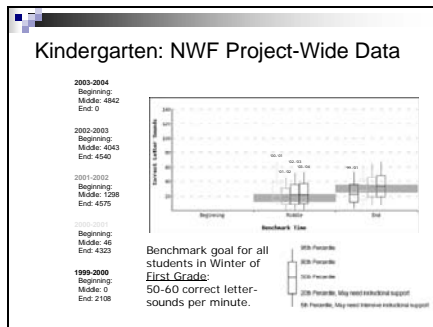 Kindergarten: NWF Project-Wide Data
2003-2004
Beginning:
Middle: 4842
End: 0
2002-2003
Beginning:
Middle: 4043
End: 4540
2001-2002
Beginning:
Middle: 1298
End: 4575
2000-2001
Beginning:
Middle: 46
End: 4323
1999-2000
Beginning:
Middle: 0
End: 2108
Correct Letter Sounds
Beginning
Middle
End
Benchmark Time
Benchmark goal for all
students in Winter of
First Grade:
50-60 correct letter-
sounds per minute.
95th Percentile
80th Percentile
50th Percentile
20th Percentile, May need instructional support
5th Percentile, May need intensive instructional support